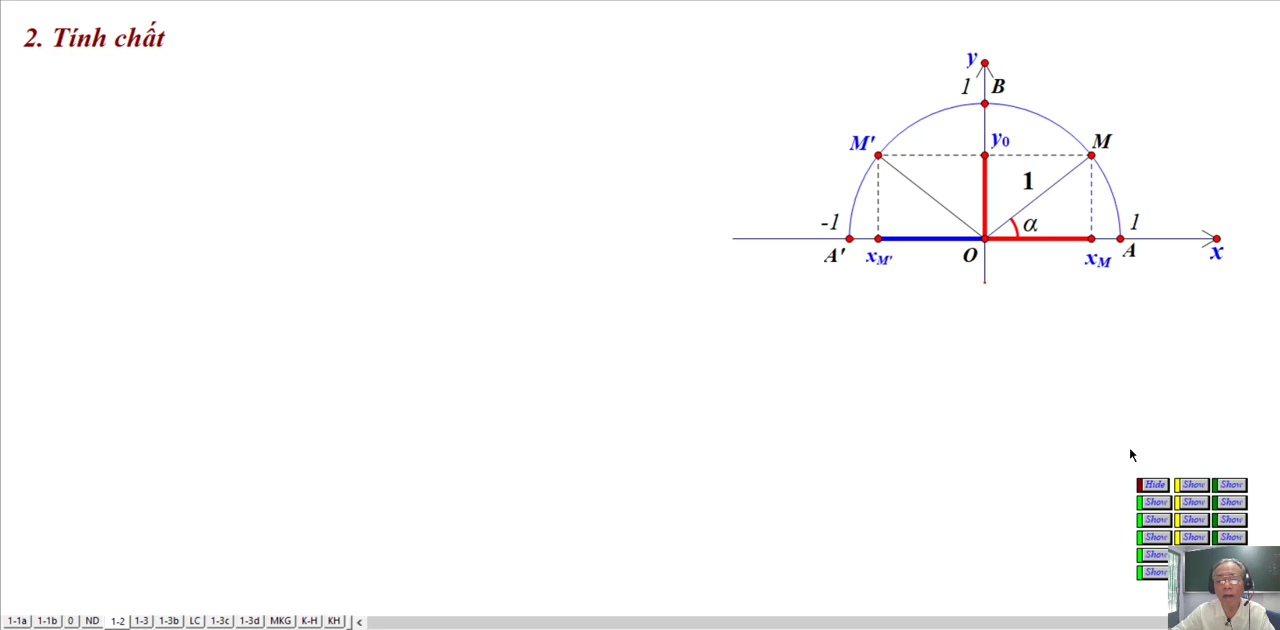 2. Tính chất
y
1 B
M' y0 M
1
-1 α 1
A' xM' O xM A x
Hide Show Show
Show Show Show
Show Show Show
Show Show Show
Show
Show
1-1a 1-1b 0 ND 1-2 1-3 1-3b LC 1-3c 1-3d MKG K-H KH <